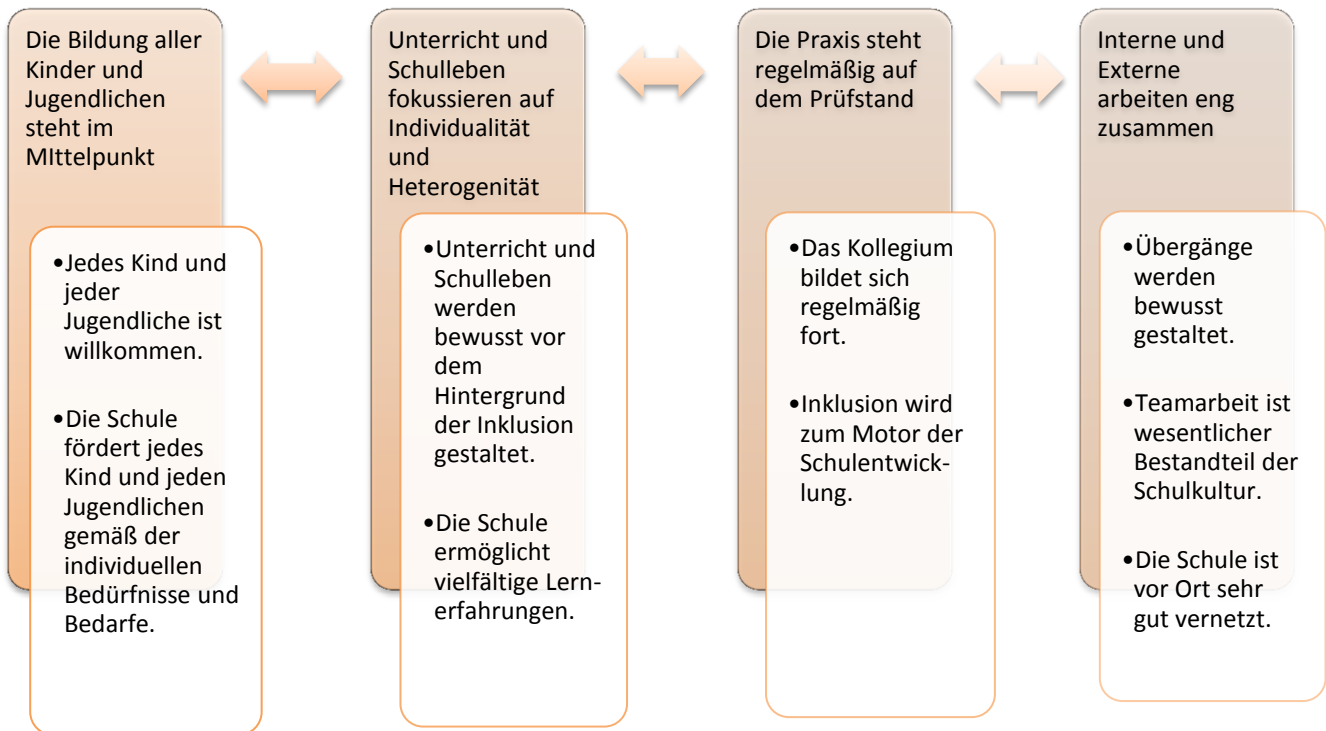 Die Bildung aller
Kinder und
Jugendlichen
steht im
MIttelpunkt
•Jedes Kind und
jeder
Jugendliche ist
willkommen.
•Die Schule
fördert jedes
Kind und jeden
Jugendlichen
gemäß der
individuellen
Bedürfnisse und
Bedarfe.
Unterricht und
Schulleben
fokussieren auf
Individualität
und
Heterogenität
•Unterricht und
Schulleben
werden
bewusst vor
dem
Hintergrund
der Inklusion
gestaltet.
•Die Schule
ermöglicht
vielfältige Lern-
erfahrungen.
Die Praxis steht
regelmäßig auf
dem Prüfstand
•Das Kollegium
bildet sich
regelmäßig
fort.
•Inklusion wird
zum Motor der
Schulentwick-
lung.
Interne und
Externe
arbeiten eng
zusammen
•Übergänge
werden
bewusst
gestaltet.
•Teamarbeit ist
wesentlicher
Bestandteil der
Schulkultur.
•Die Schule ist
vor Ort sehr
gut vernetzt.